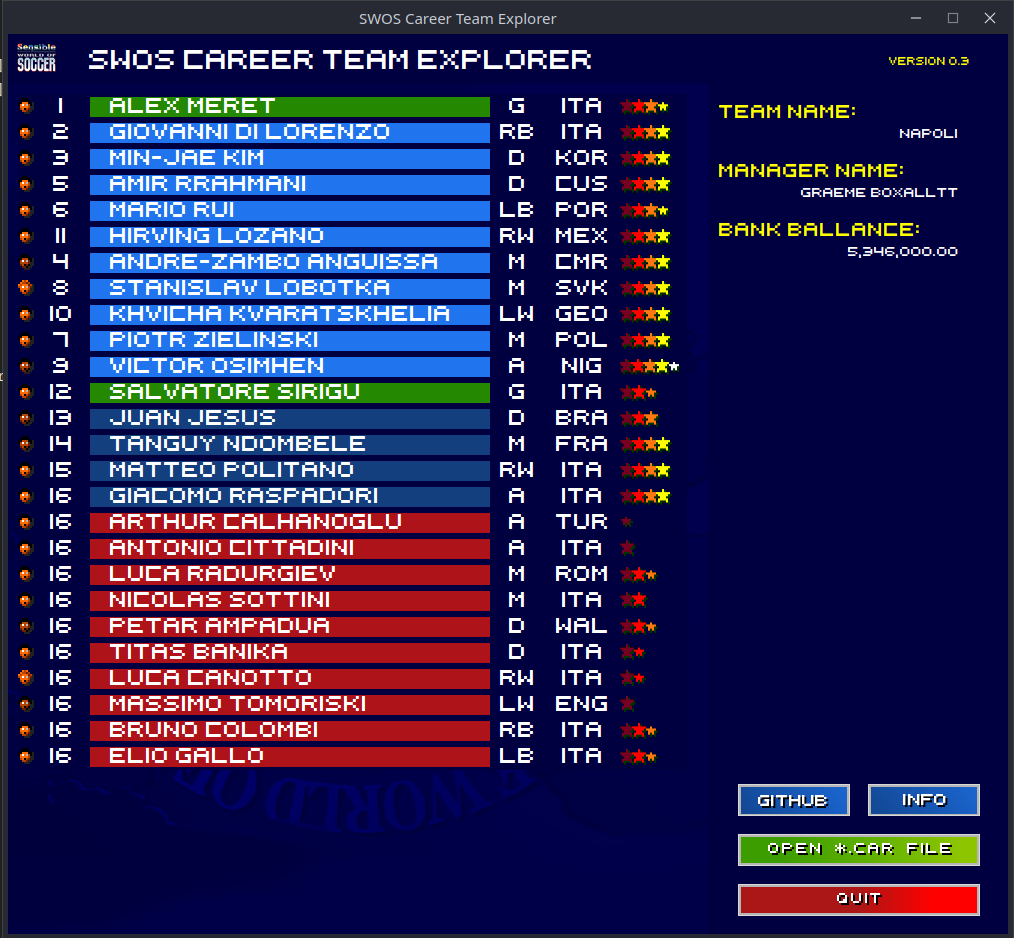 SWOS Career Team Explorer
Sensible
WORLD OF
SOCCER
SWOS CAREER TEAM EXPLORER
VERSION 0.3
1 ALEX MERET G ITA
2 GIOVANNI DI LORENZO RB ITA
3 MIN-JAE KIM D KOR
5 AMIR RRAHMANI D CUS
6 MARIO RUI LB POR
11 HIRVING LOZANO RW MEX
4 ANDRE-ZAMBO ANGUISSA M CMR
8 STANISLAV LOBOTKA M SVK
10 KHVICHA KVARATSKHELIA LW GEO
7 PIOTR ZIELINSKI M POL
9 VICTOR OSIMHEN A NIG
12 SALVATORE SIRIGU G ITA
13 JUAN JESUS D BRA
14 TANGUY NDOMBELE M FRA
15 MATTEO POLITANO RW ITA
16 GIACOMO RASPADORI A ITA
16 ARTHUR CALHANOGLU A TUR
16 ANTONIO CITTADINI A ITA
16 LUCA RADURGIEV M ROM
16 NICOLAS SOTTINI M ITA
16 PETAR AMPADUA D WAL
16 TITAS BANIKA D ITA
16 LUCA CANOTTO RW ITA
16 MASSIMO TOMORISKI LW ENG
16 BRUNO COLOMBI RB ITA
16 ELIO GALLO LB ITA
TEAM NAME:
NAPOLI
MANAGER NAME:
GRAEME BOXALLTT
BANK BALLANCE:
5,346,000.00
WORLD OF
GITHUB
INFO
OPEN *.CAR FILE
QUIT